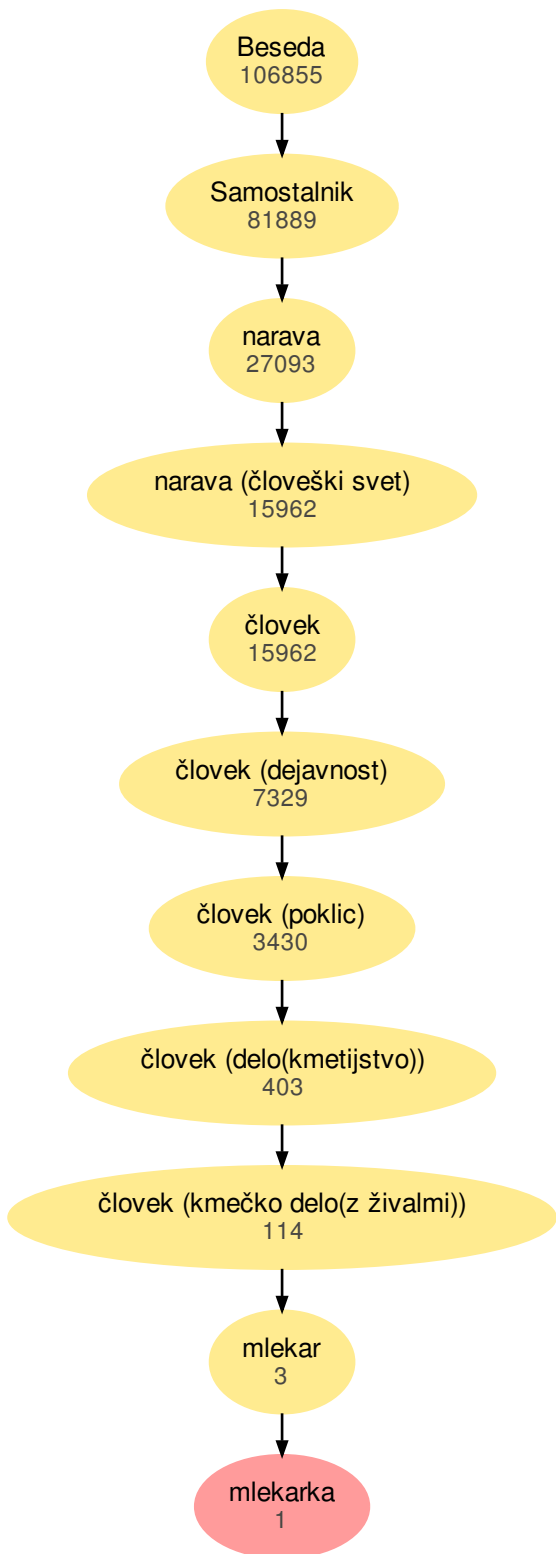 Beseda
106855
Samostalnik
81889
narava
27093
narava (človeški svet)
15962
človek
15962
človek (dejavnost)
7329
človek (poklic)
3430
človek (delo(kmetijstvo))
403
človek (kmečko delo(z živalmi))
114
mlekar
3
mlekarka
1